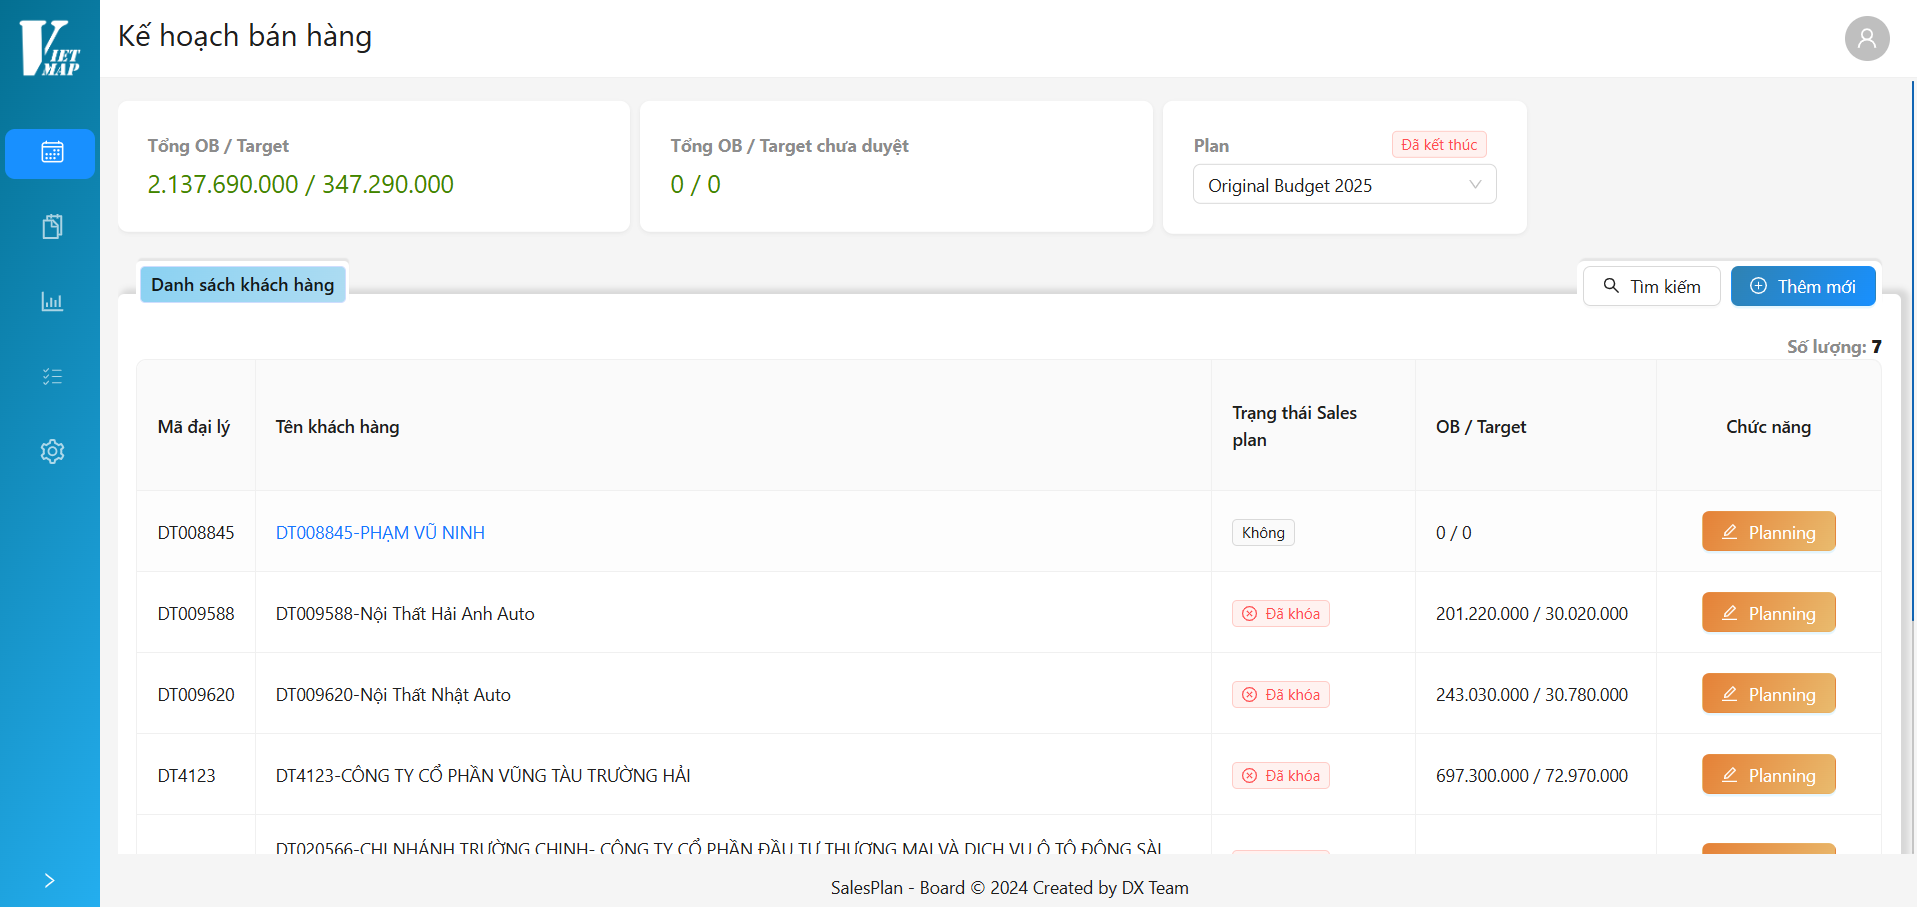 VIET MAP
Kế hoạch bán hàng
Tổng OB / Target
2.137.690.000 / 347.290.000
Tổng OB / Target chưa duyệt
0 / 0
Plan
Đã kết thúc
Original Budget 2025
Danh sách khách hàng
Tìm kiếm
Thêm mới
Số lượng: 7
Mã đại lý
Tên khách hàng
Trạng thái Sales plan
OB / Target
Chức năng
DT008845
DT008845-PHẠM VŨ NINH
Không
0 / 0
Planning
DT009588
DT009588-Nội Thất Hải Anh Auto
Đã khóa
201.220.000 / 30.020.000
Planning
DT009620
DT009620-Nội Thất Nhật Auto
Đã khóa
243.030.000 / 30.780.000
Planning
DT4123
DT4123-CÔNG TY CỔ PHẦN VŨNG TÀU TRƯỜNG HẢI
Đã khóa
697.300.000 / 72.970.000
Planning
DT020566-CHI NHÁNH TRƯỜNG CHINH- CÔNG TY CỔ PHẦN ĐẦU TƯ THƯƠNG MẠI VÀ DỊCH VỤ Ô TÔ ĐÔNG SÀI
SalesPlan - Board © 2024 Created by DX Team